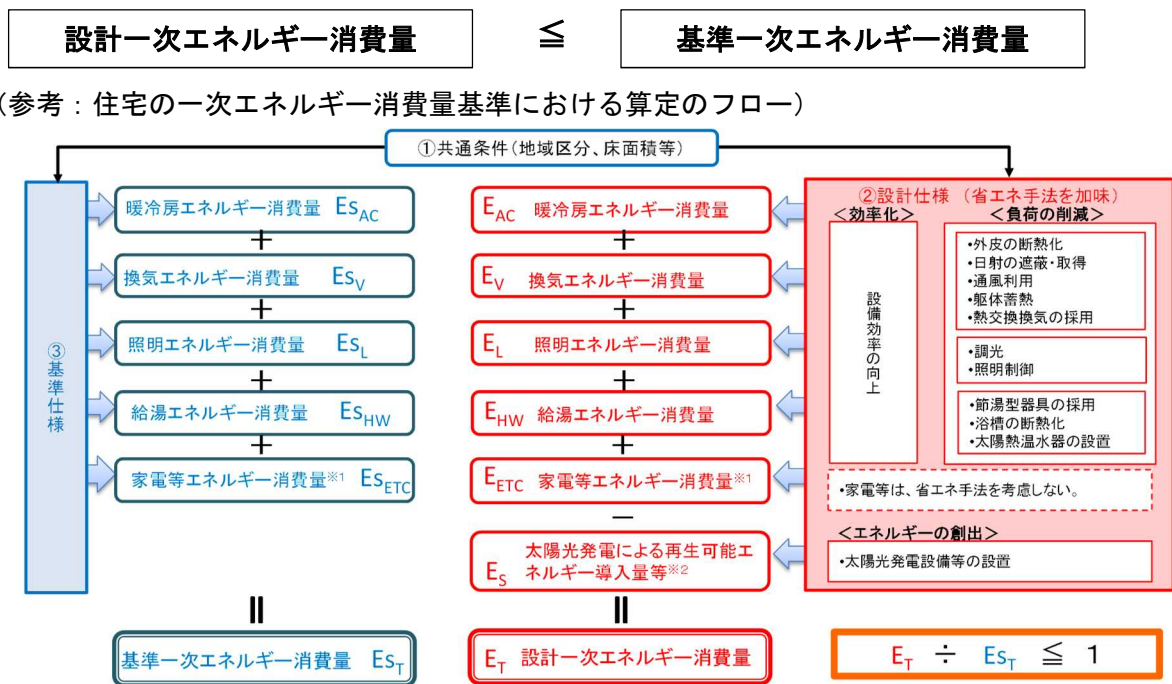 設計一次エネルギー消費量 ≦ 基準一次エネルギー消費量
(参考：住宅の一次エネルギー消費量基準における算定のフロー)
①共通条件(地域区分、床面積等)
③基準仕様
暖冷房エネルギー消費量 EsAC
＋
換気エネルギー消費量 EsV
＋
照明エネルギー消費量 EsL
＋
給湯エネルギー消費量 EsHW
＋
家電等エネルギー消費量※1 EsETC
＝
基準一次エネルギー消費量 EsT
EAC 暖冷房エネルギー消費量
＋
EV 換気エネルギー消費量
＋
EL 照明エネルギー消費量
＋
EHW 給湯エネルギー消費量
＋
EETC 家電等エネルギー消費量※1
－
太陽光発電による再生可能エ
ES ネルギー導入量等※2
＝
ET 設計一次エネルギー消費量
②設計仕様（省エネ手法を加味）
＜効率化＞
設備効率の向上
＜負荷の削減＞
・外皮の断熱化
・日射の遮蔽・取得
・通風利用
・躯体蓄熱
・熱交換換気の採用
・調光
・照明制御
・節湯型器具の採用
・浴槽の断熱化
・太陽熱温水器の設置
・家電等は、省エネ手法を考慮しない。
＜エネルギーの創出＞
・太陽光発電設備等の設置
ET ÷ EsT ≦ 1